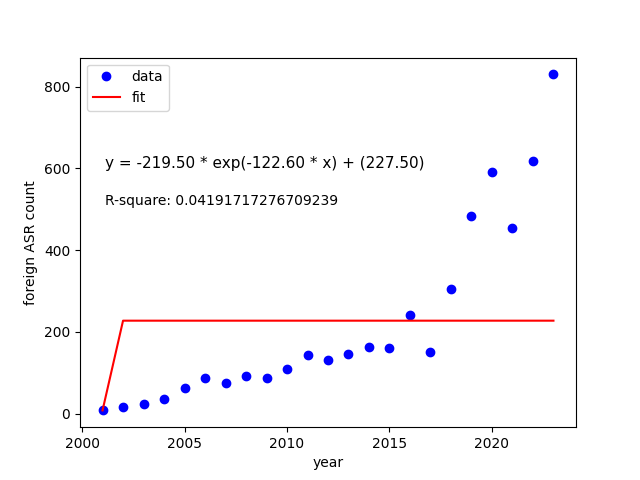 data
fit
y = -219.50 * exp(-122.60 * x) + (227.50)
R-square: 0.04191717276709239
foreign ASR count
800
600
400
200
0
2000 2005 2010 2015 2020
year